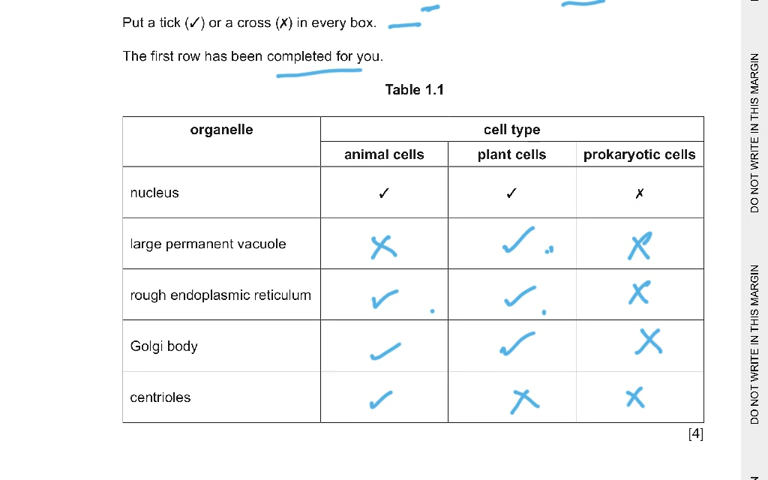 Put a tick (✓) or a cross (✗) in every box.
The first row has been completed for you.
Table 1.1
organelle cell type
animal cells plant cells prokaryotic cells
nucleus ✓ ✓ ✗
large permanent vacuole ✗ ✓ ✗
rough endoplasmic reticulum ✓ ✓ ✗
Golgi body ✓ ✓ ✗
centrioles ✓ ✗ ✗
[4]
DO NOT WRITE IN THIS MARGIN
DO NOT WRITE IN THIS MARGIN